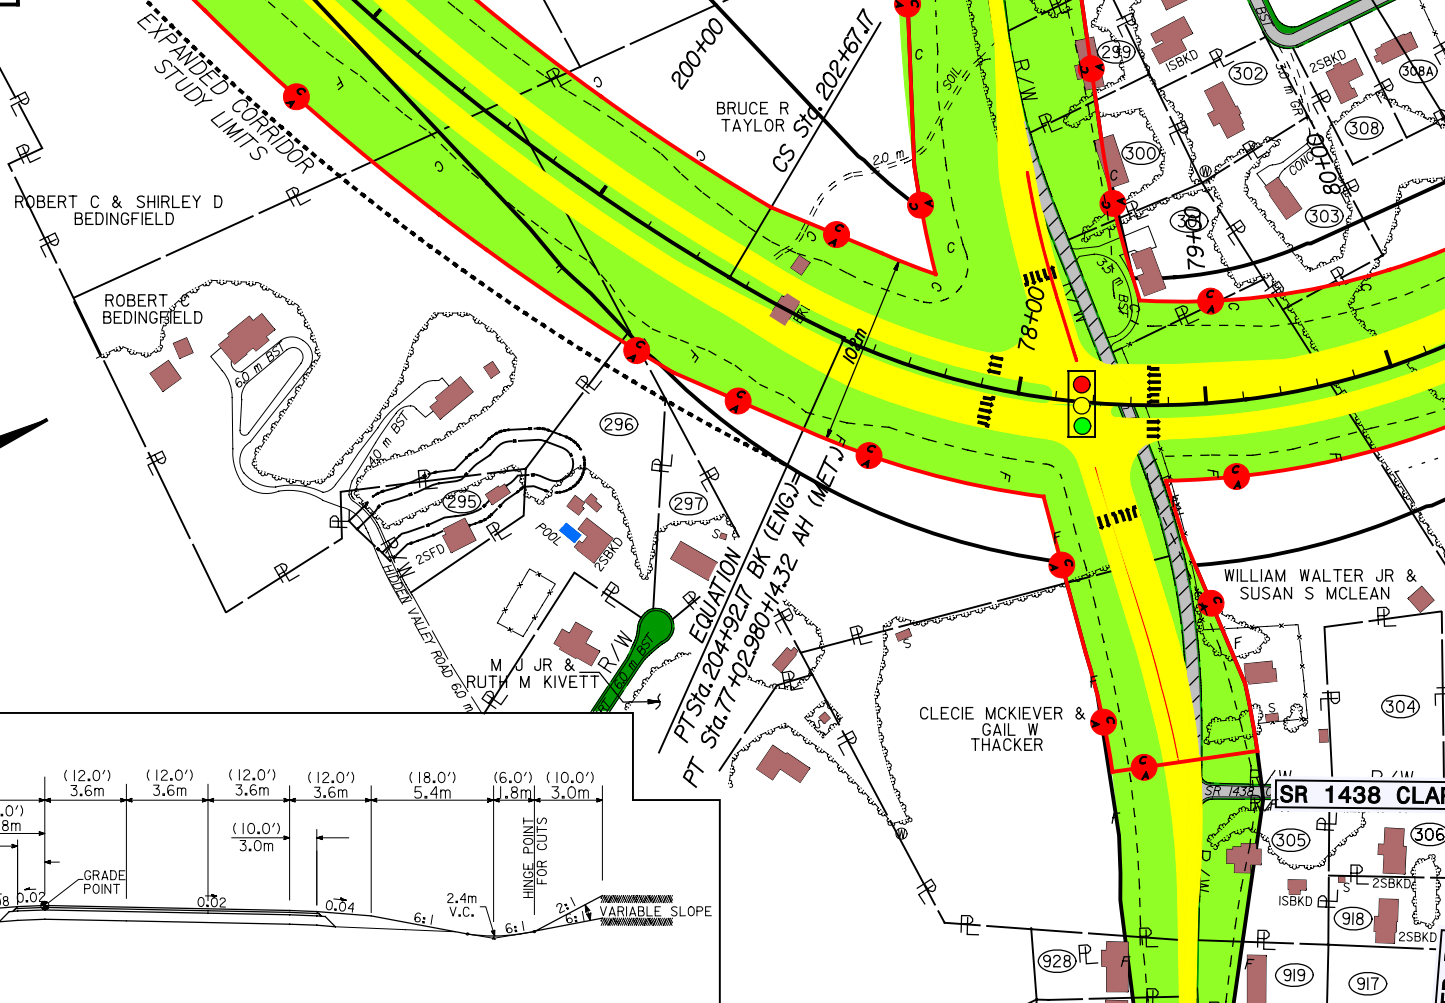 EXPANDED CORRIDOR
STUDY LIMITS
ROBERT C & SHIRLEY D
BEDINGFIELD
ROBERT C
BEDINGFIELD
6.0 m BST
4.0 m BST
HIDDEN VALLEY ROAD 6.0 m
295
2SFD
POOL
2SBKD
296
297
S
M J JR &
RUTH M KIVETT
R/W
6.0 m BST
200+00
BRUCE R
TAYLOR
CS Sta. 202+67.17
2.0 m
SOIL
108m
EQUATION
PT Sta. 204+92.17 BK (ENG.)=
PT Sta. 77+02.980+14.32 AH (MET.)
78+00
79+00
80+00
R/W
R/W
3.5 m BST
BST
299
1SBKD
302
2SBKD
308A
308
3.0 m GR
300
CONC
303
WILLIAM WALTER JR &
SUSAN S MCLEAN
CLECIE MCKIEVER &
GAIL W
THACKER
S
S
304
R/W
R/W
SR 1438
SR 1438 CLAR
305
306
R/W
S
2SBKD
1SBKD
918
2SBKD
928
919
917
(12.0')
3.6m
(12.0')
3.6m
(12.0')
3.6m
(12.0')
3.6m
(18.0')
5.4m
(6.0')
1.8m
(10.0')
3.0m
(10.0')
3.0m
GRADE
POINT
0.02
0.02
0.04
6:1
2.4m
V.C.
6:1
HINGE POINT
FOR CUTS
2:1
6:1
VARIABLE SLOPE